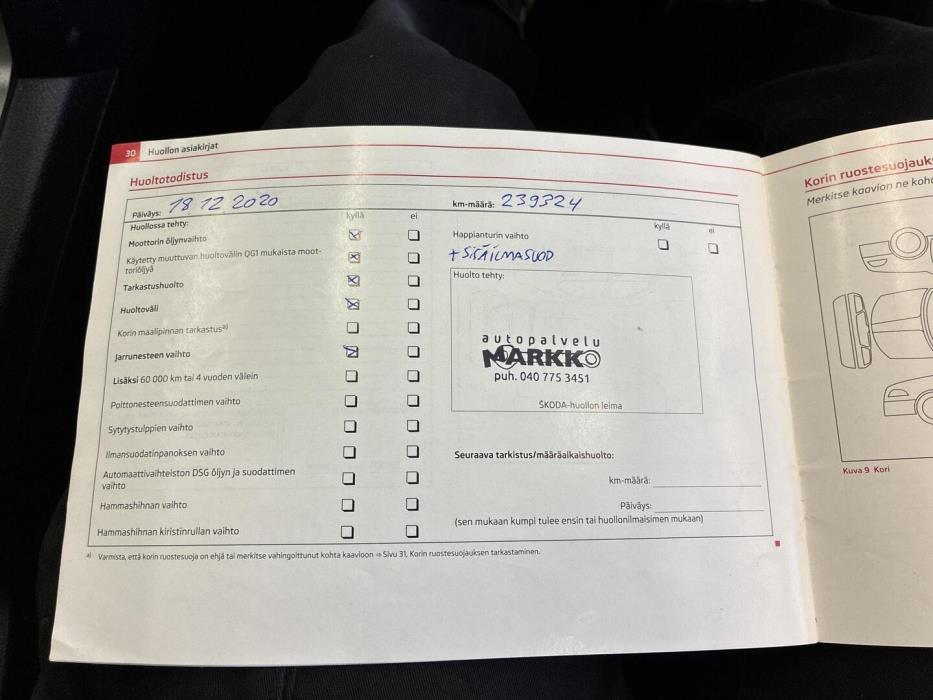 30 Huollon asiakirjat
Huoltotodistus
Päiväys: 18.12.2020
km-määrä: 239324
Huollossa tehty:
kyllä ei
Moottorin öljynvaihto
Käytetty muuttuvan huoltovälin QG1 mukaista moot-
toriöljyä
Tarkastushuolto
Huoltoväli
Korin maalipinnan tarkastus a)
Jarrunesteen vaihto
Lisäksi 60 000 km tai 4 vuoden välein
Polttonesteensuodattimen vaihto
Sytytystulppien vaihto
Ilmansuodatinpanoksen vaihto
Automaattivaihteiston DSG öljyn ja suodattimen
vaihto
Hammashihnan vaihto
Hammashihnan kiristinrullan vaihto
kyllä ei
Happianturin vaihto
+ SISÄILMASUOD
Huolto tehty:
autopalvelu
MARKKO
puh. 040 775 3451
ŠKODA-huollon leima
Seuraava tarkistus/määräaikaishuolto:
km-määrä:
Päiväys:
(sen mukaan kumpi tulee ensin tai huollonilmaisimen mukaan)
a) Varmista, että korin ruostesuoja on ehjä tai merkitse vahingoittunut kohta kaavioon ⇒ Sivu 31, Korin ruostesuojauksen tarkastaminen.
Korin ruostesuojauk
Merkitse kaavion ne koh
Kuva 9 Kori